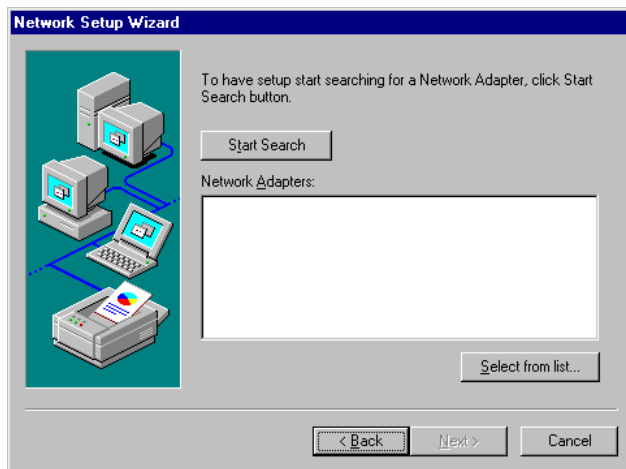 Network Setup Wizard
To have setup start searching for a Network Adapter, click Start
Search button.
Start Search
Network Adapters:
Select from list...
< Back
Next >
Cancel